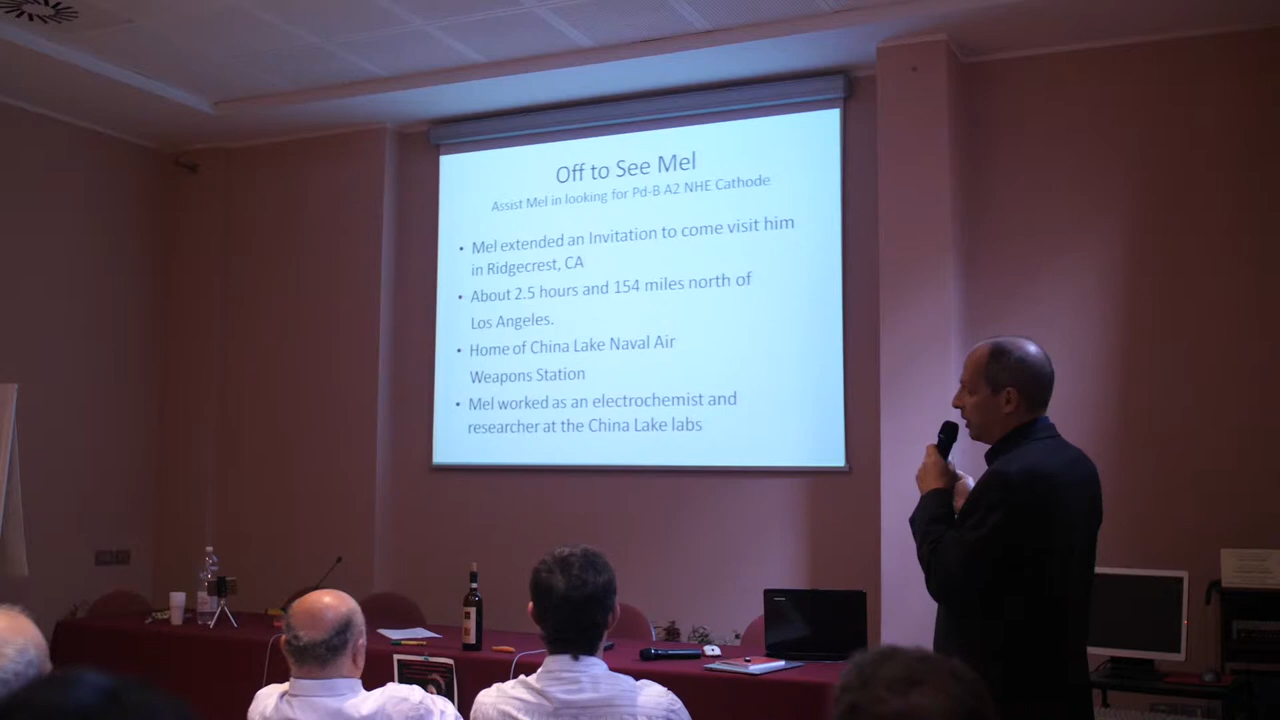 Off to See Mel
Assist Mel in looking for Pd-B A2 NHE Cathode
• Mel extended an Invitation to come visit him
in Ridgecrest, CA
• About 2.5 hours and 154 miles north of
Los Angeles.
• Home of China Lake Naval Air
Weapons Station
• Mel worked as an electrochemist and
researcher at the China Lake labs